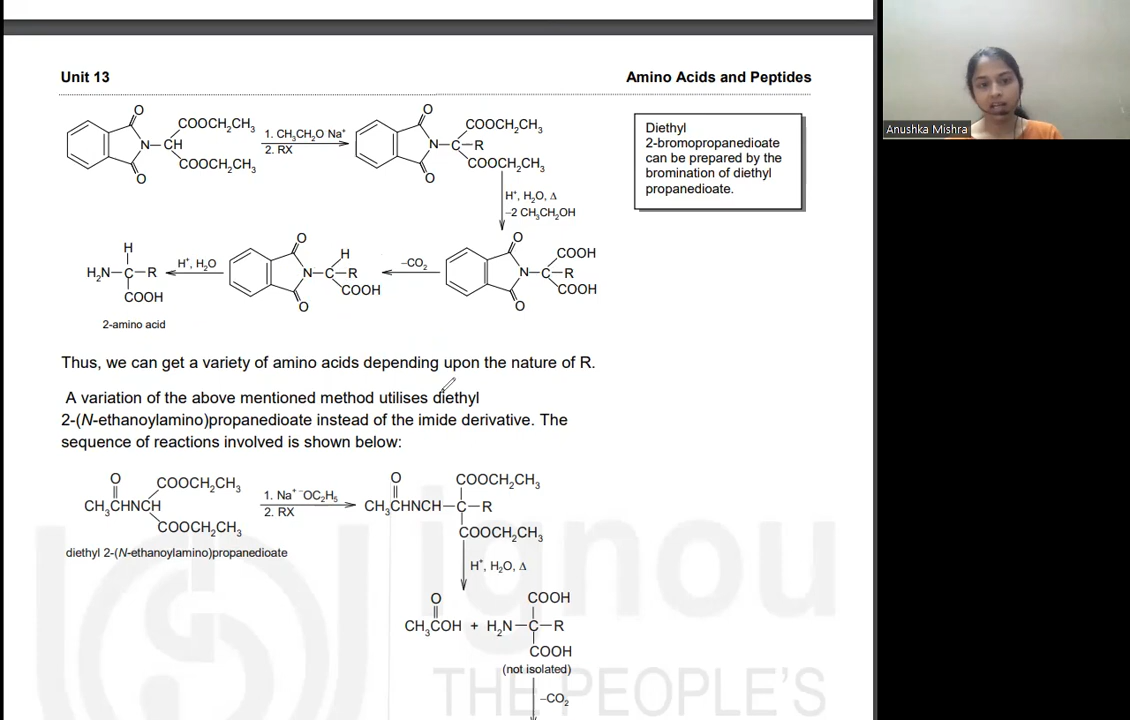 Unit 13
Amino Acids and Peptides
O
COOCH2CH3
N–CH
COOCH2CH3
O
1. CH3CH2O Na+
2. RX
O
COOCH2CH3
N–C–R
COOCH2CH3
O
Diethyl
2-bromopropanedioate
can be prepared by the
bromination of diethyl
propanedioate.
H+, H2O, Δ
–2 CH3CH2OH
H
H2N–C–R
COOH
2-amino acid
H+, H2O
O
H
N–C–R
COOH
O
–CO2
O
COOH
N–C–R
COOH
O
Thus, we can get a variety of amino acids depending upon the nature of R.
A variation of the above mentioned method utilises diethyl
2-(N-ethanoylamino)propanedioate instead of the imide derivative. The
sequence of reactions involved is shown below:
O
COOCH2CH3
CH3CHNCH
COOCH2CH3
diethyl 2-(N-ethanoylamino)propanedioate
1. Na+ –OC2H5
2. RX
O
COOCH2CH3
CH3CHNCH–C–R
COOCH2CH3
H+, H2O, Δ
O
COOH
CH3COH + H2N–C–R
COOH
(not isolated)
–CO2
ignou
THE PEOPLE'S
Anushka Mishra